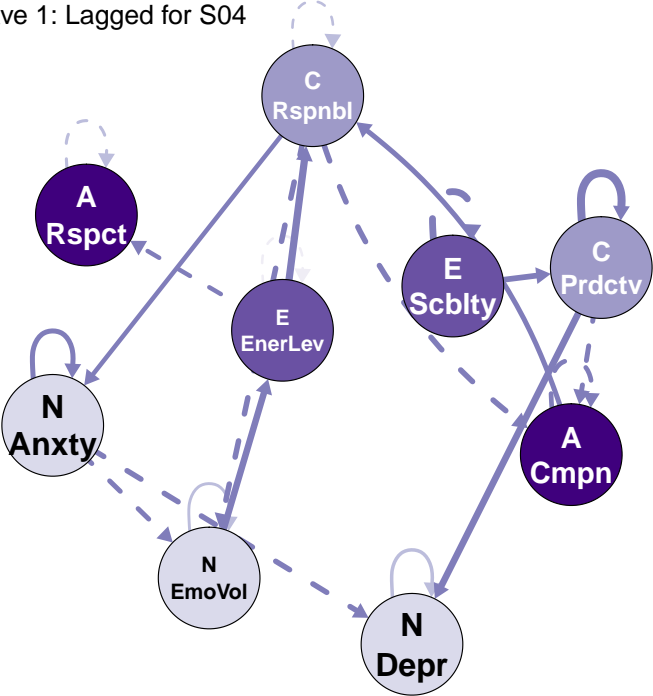 ve 1: Lagged for S04
C
Rspnbl
A
Rspct
E
Scblty
C
Prdctv
E
EnerLev
N
Anxty
A
Cmpn
N
EmoVol
N
Depr